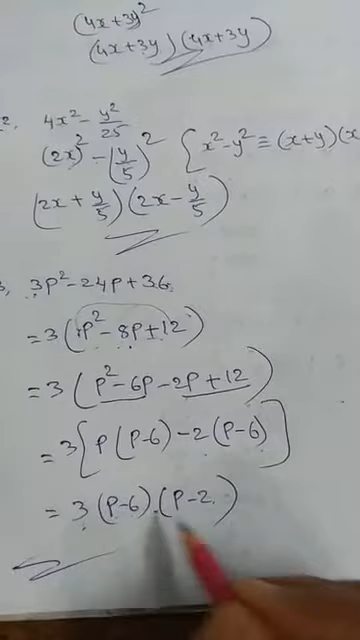 (4x+3y)²
(4x+3y)(4x+3y)
2, 4x² - y²/25
(2x)² - (y/5)² { x² - y² ≡ (x+y)(x
(2x + y/5)(2x - y/5)
3, 3p² - 24p + 36
= 3(p² - 8p + 12)
= 3(p² - 6p - 2p + 12)
= 3{p(p-6) - 2(p-6)]
= 3(p-6).(p-2)